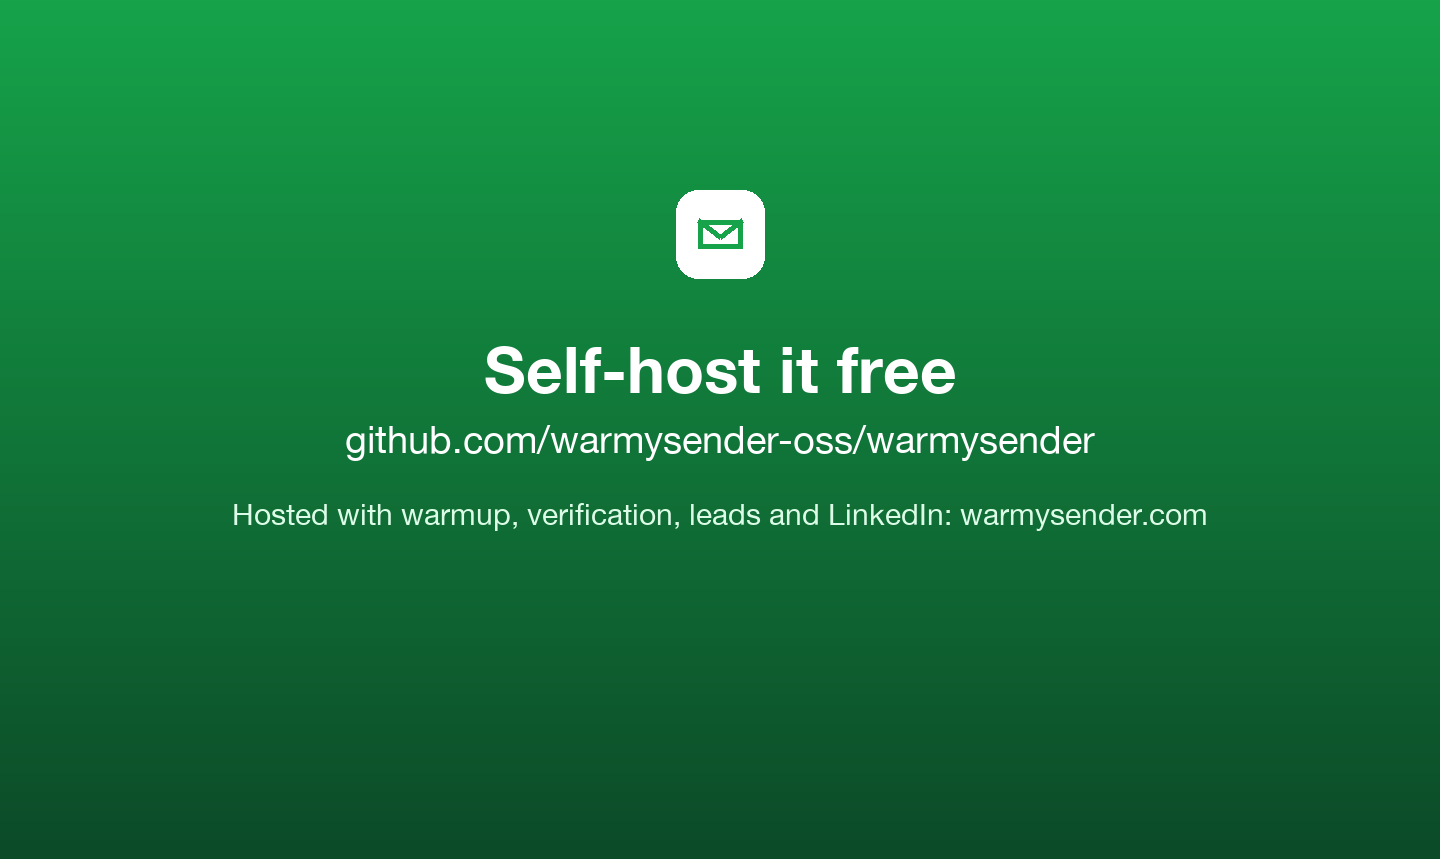 Self-host it free
github.com/warmysender-oss/warmysender
Hosted with warmup, verification, leads and LinkedIn: warmysender.com